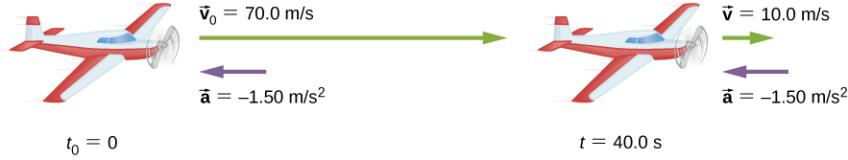 v⃗₀ = 70.0 m/s
a⃗ = –1.50 m/s²
t₀ = 0
v⃗ = 10.0 m/s
a⃗ = –1.50 m/s²
t = 40.0 s